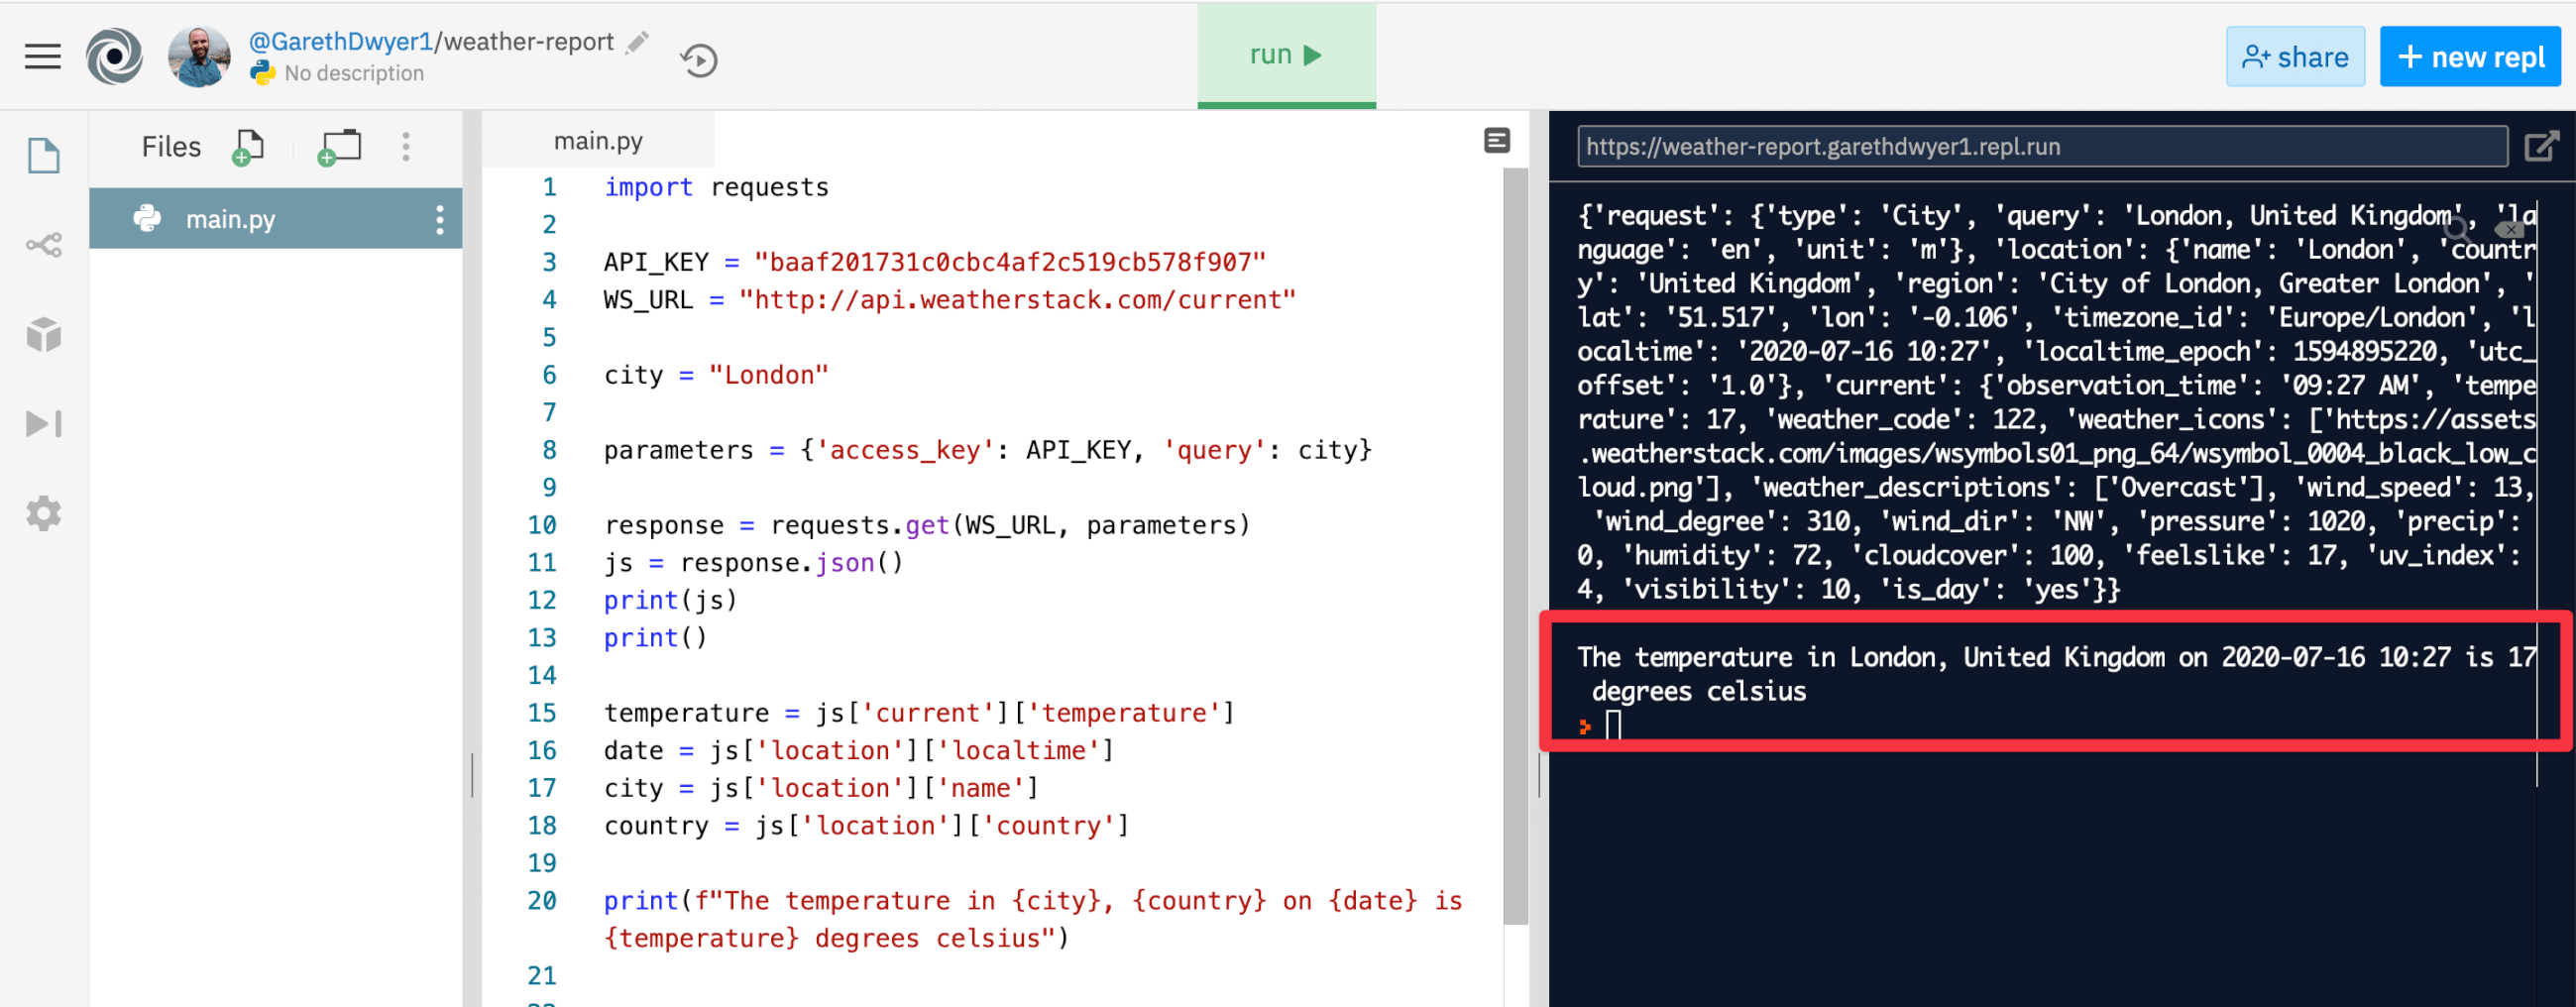 @GarethDwyer1/weather-report
No description
run
share
+ new repl
Files
main.py
main.py
https://weather-report.garethdwyer1.repl.run
1 import requests
2
3 API_KEY = "baaf201731c0cbc4af2c519cb578f907"
4 WS_URL = "http://api.weatherstack.com/current"
5
6 city = "London"
7
8 parameters = {'access_key': API_KEY, 'query': city}
9
10 response = requests.get(WS_URL, parameters)
11 js = response.json()
12 print(js)
13 print()
14
15 temperature = js['current']['temperature']
16 date = js['location']['localtime']
17 city = js['location']['name']
18 country = js['location']['country']
19
20 print(f"The temperature in {city}, {country} on {date} is
{temperature} degrees celsius")
21
{'request': {'type': 'City', 'query': 'London, United Kingdom', 'la
nguage': 'en', 'unit': 'm'}, 'location': {'name': 'London', 'countr
y': 'United Kingdom', 'region': 'City of London, Greater London', '
lat': '51.517', 'lon': '-0.106', 'timezone_id': 'Europe/London', 'l
ocaltime': '2020-07-16 10:27', 'localtime_epoch': 1594895220, 'utc_
offset': '1.0'}, 'current': {'observation_time': '09:27 AM', 'tempe
rature': 17, 'weather_code': 122, 'weather_icons': ['https://assets
.weatherstack.com/images/wsymbols01_png_64/wsymbol_0004_black_low_c
loud.png'], 'weather_descriptions': ['Overcast'], 'wind_speed': 13,
'wind_degree': 310, 'wind_dir': 'NW', 'pressure': 1020, 'precip':
0, 'humidity': 72, 'cloudcover': 100, 'feelslike': 17, 'uv_index':
4, 'visibility': 10, 'is_day': 'yes'}}
The temperature in London, United Kingdom on 2020-07-16 10:27 is 17
degrees celsius